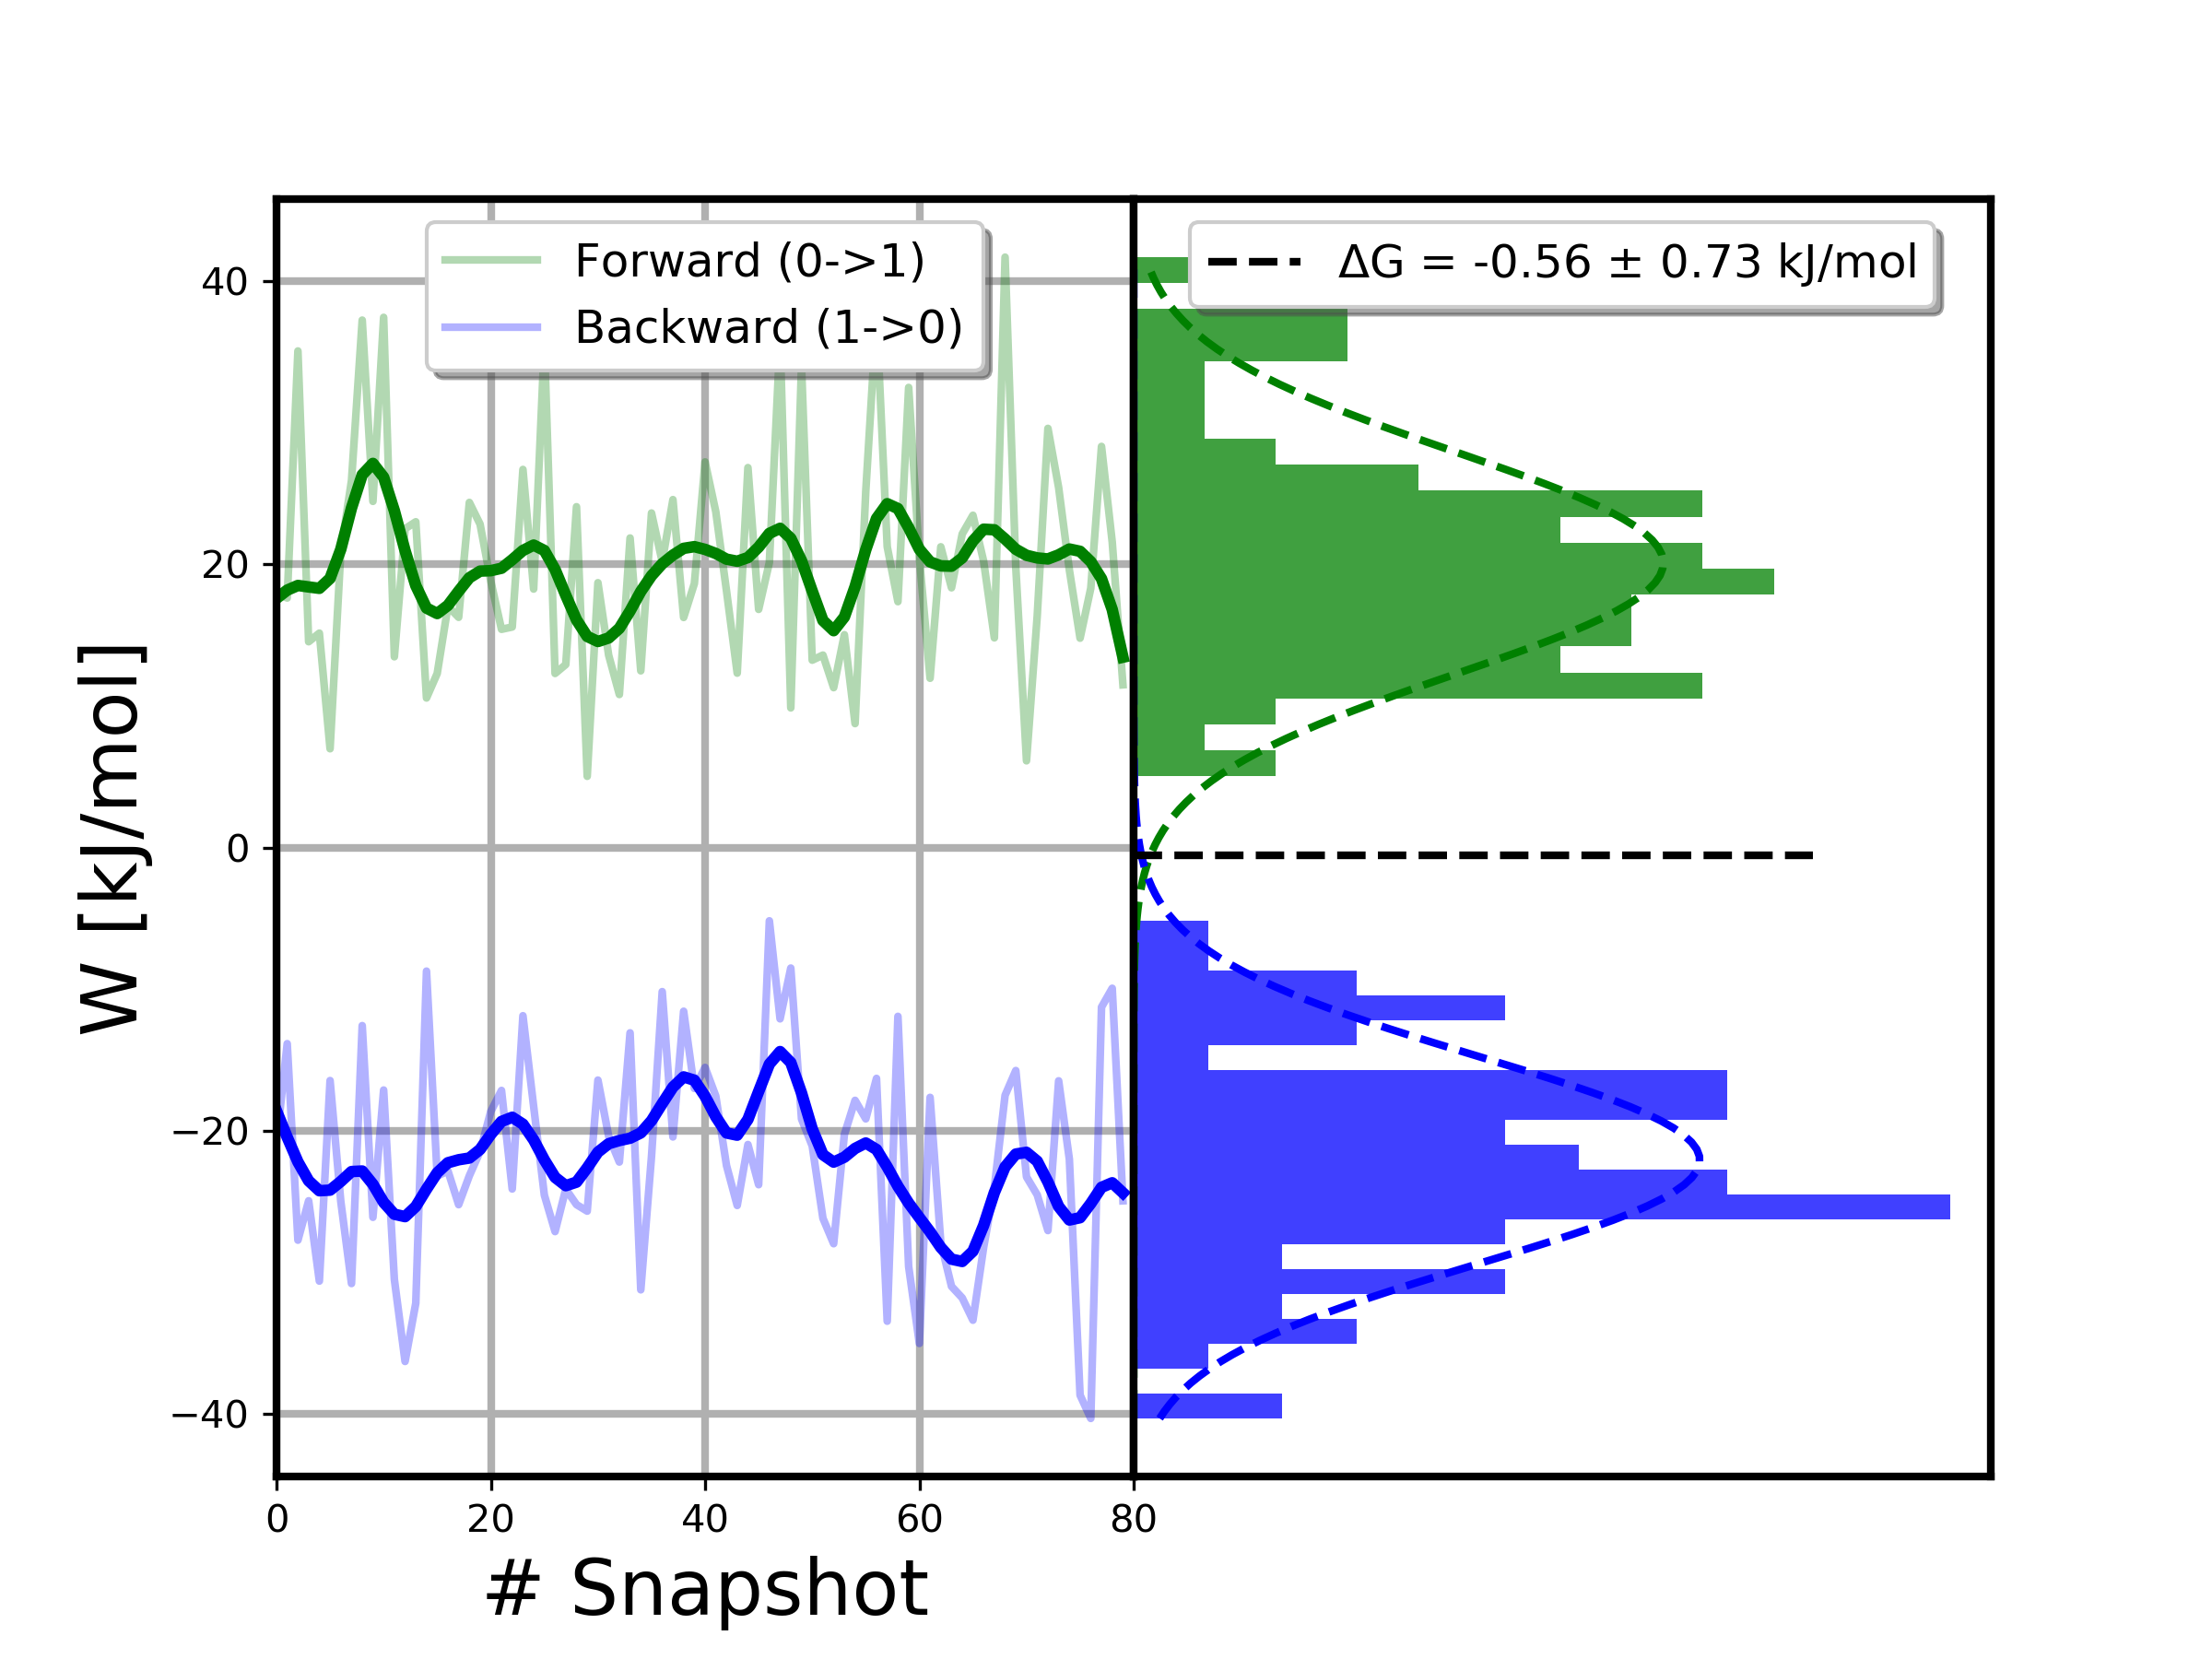 Forward (0->1)
Backward (1->0)
ΔG = -0.56 ± 0.73 kJ/mol
W [kJ/mol]
40
20
0
−20
−40
0 20 40 60 80
# Snapshot